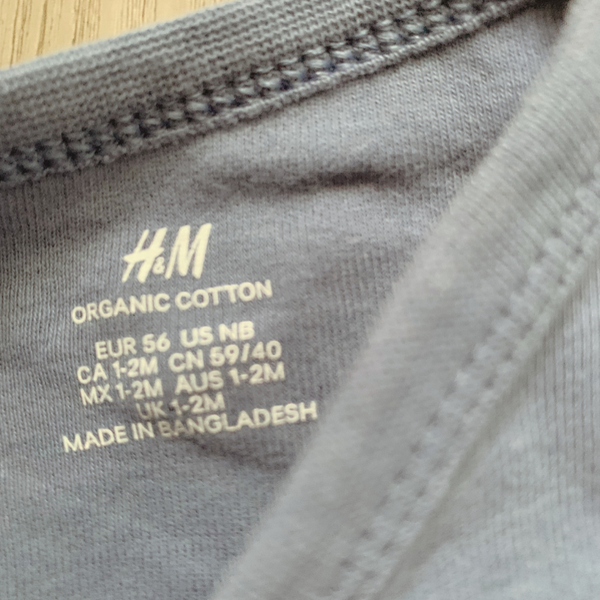 H&M
ORGANIC COTTON
EUR 56 US NB
CA 1-2M CN 59/40
MX 1-2M AUS 1-2M
UK 1-2M
MADE IN BANGLADESH